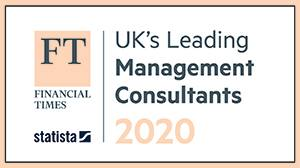 FT
FINANCIAL
TIMES
statista
UK's Leading
Management
Consultants
2020